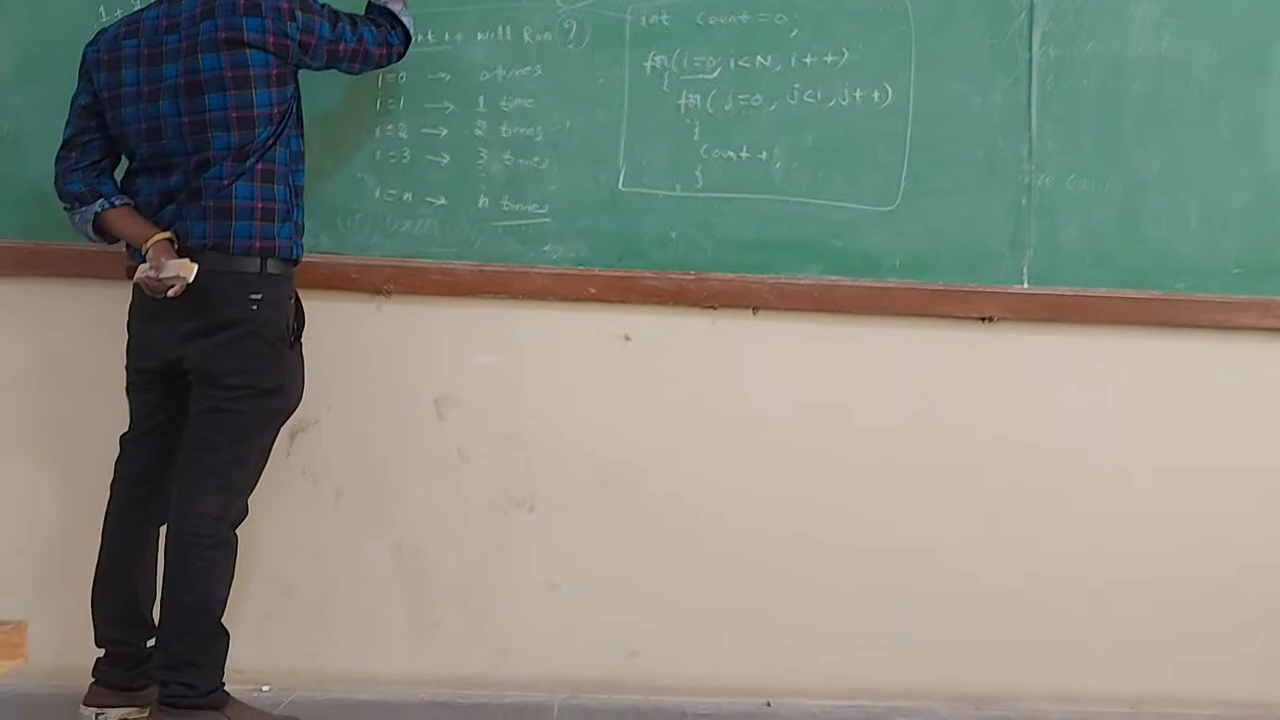 int count = 0;
nt++ will Run ?
for(i=0, i<N, i++)
{
for( j=0, j<i, j++)
{
count++;
}
i=0 → 0 times
i=1 → 1 time
i=2 → 2 times
i=3 → 3 times
i=n → n times